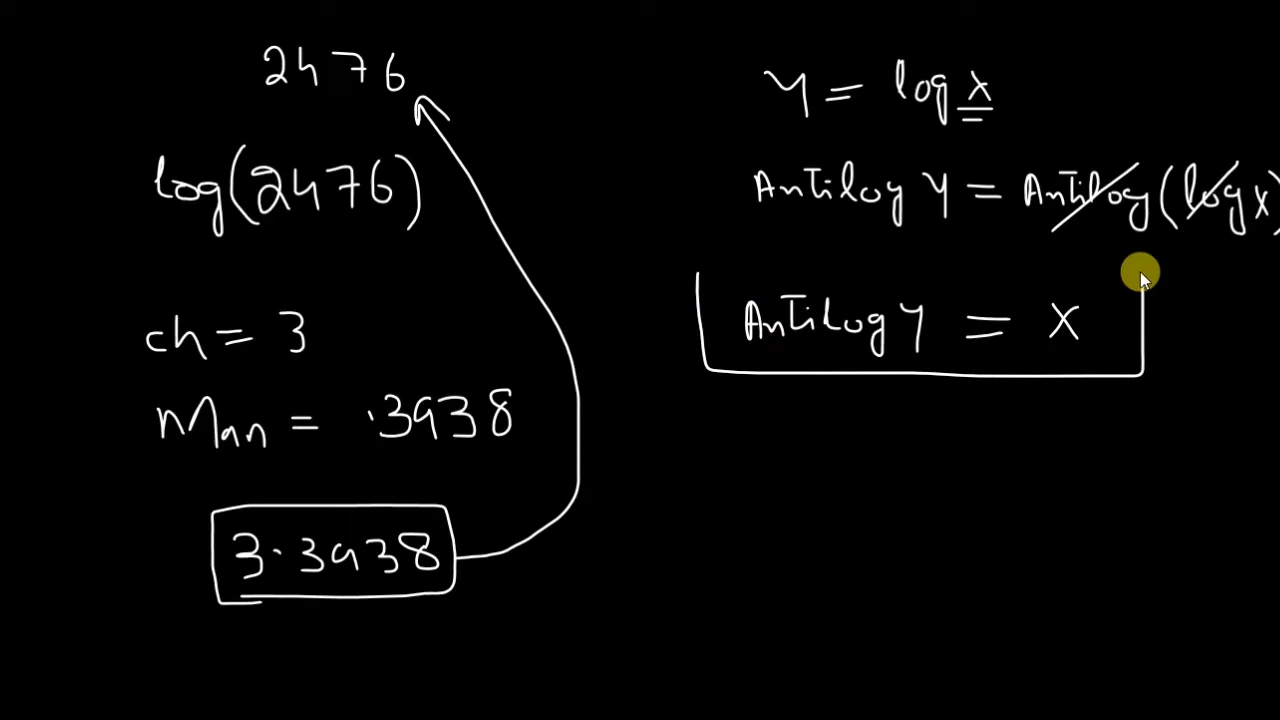 2476
log(2476)
ch = 3
Man = .3938
3.3938
Y = log x
Antilog Y = Antilog (log x)
Antilog Y = x